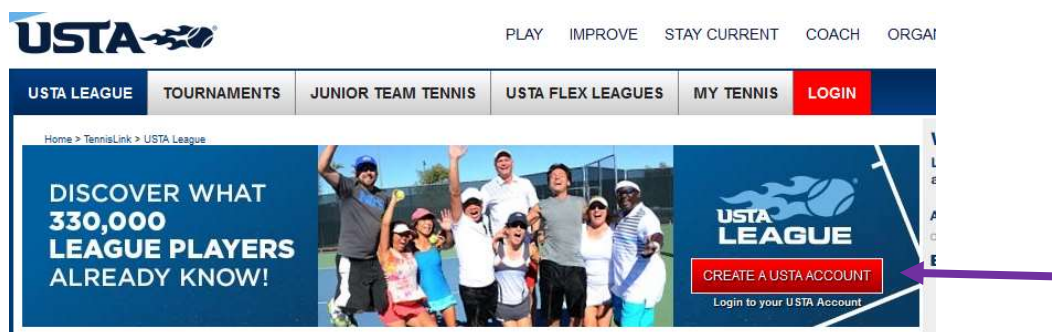 USTA
PLAY IMPROVE STAY CURRENT COACH
USTA LEAGUE TOURNAMENTS JUNIOR TEAM TENNIS USTA FLEX LEAGUES MY TENNIS LOGIN
Home > TennisLink > USTA League
DISCOVER WHAT
330,000
LEAGUE PLAYERS
ALREADY KNOW!
USTA
LEAGUE
CREATE A USTA ACCOUNT
Login to your USTA Account